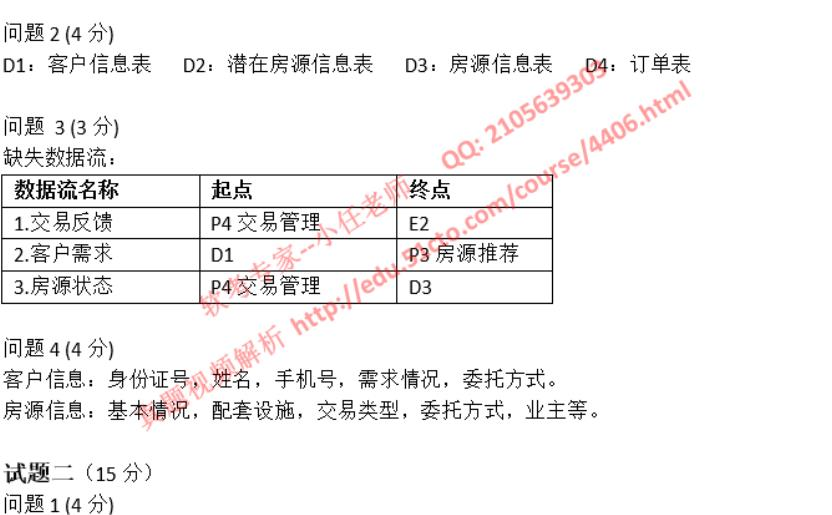 问题 2 (4 分)
D1：客户信息表 D2：潜在房源信息表 D3：房源信息表 D4：订单表
问题 3 (3 分)
缺失数据流：
数据流名称 起点 终点
1.交易反馈 P4 交易管理 E2
2.客户需求 D1 P3 房源推荐
3.房源状态 P4 交易管理 D3
问题 4 (4 分)
客户信息：身份证号，姓名，手机号，需求情况，委托方式。
房源信息：基本情况，配套设施，交易类型，委托方式，业主等。
试题二（15 分）
问题 1 (4 分)
软考专家--小任老师 QQ: 2105639303
真题视频解析 http://edu.51cto.com/course/4406.html